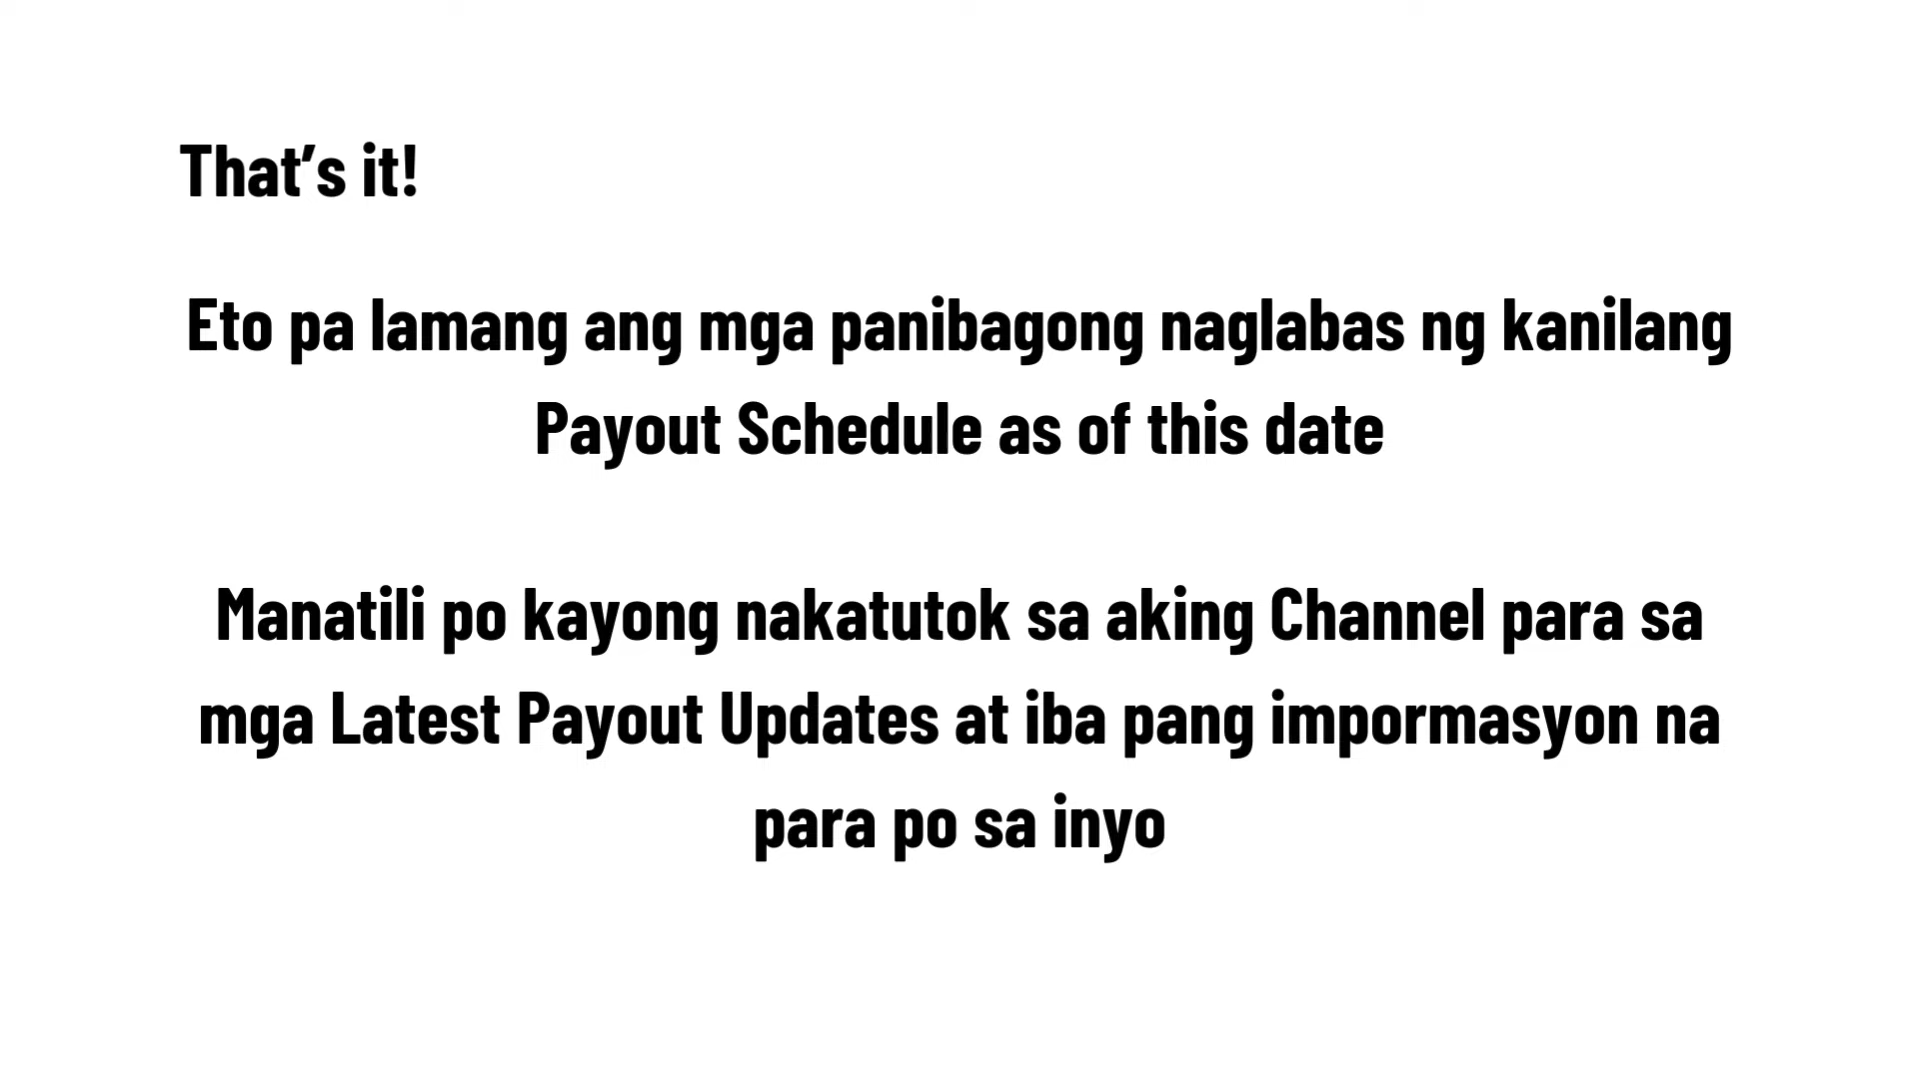 That’s it!
Eto pa lamang ang mga panibagong naglabas ng kanilang
Payout Schedule as of this date
Manatili po kayong nakatutok sa aking Channel para sa
mga Latest Payout Updates at iba pang impormasyon na
para po sa inyo